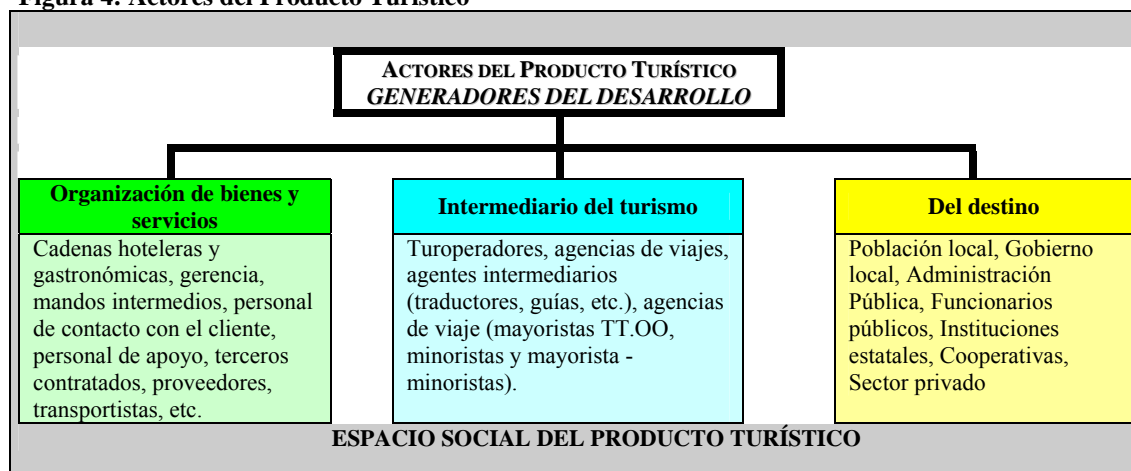 Figura 4: Actores del Producto Turístico
ACTORES DEL PRODUCTO TURÍSTICO
GENERADORES DEL DESARROLLO
Organización de bienes y
servicios
Cadenas hoteleras y
gastronómicas, gerencia,
mandos intermedios, personal
de contacto con el cliente,
personal de apoyo, terceros
contratados, proveedores,
transportistas, etc.
Intermediario del turismo
Turoperadores, agencias de viajes,
agentes intermediarios
(traductores, guías, etc.), agencias
de viaje (mayoristas TT.OO,
minoristas y mayorista -
minoristas).
Del destino
Población local, Gobierno
local, Administración
Pública, Funcionarios
públicos, Instituciones
estatales, Cooperativas,
Sector privado
ESPACIO SOCIAL DEL PRODUCTO TURÍSTICO